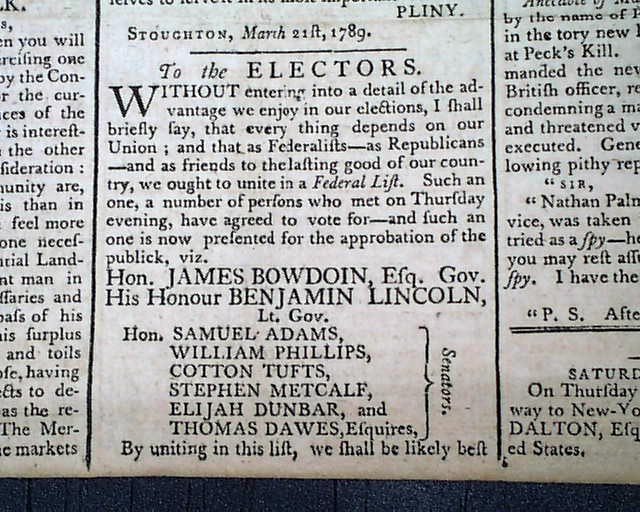 K.
s,
en you will
erciſing one
by the Con-
r the cur-
ces of the
is intereſt-
the other
ſideration :
munity are,
is than in
feel more
one neceſ-
ntial Land-
nt man in
ſſaries and
paſs of his
his ſurplus
and toils
oſe, having
ects to de-
as the re-
The Mer-
e markets
PLINY.
STOUGHTON, March 21ſt, 1789.
To the ELECTORS.
WITHOUT entering into a detail of the ad-
vantage we enjoy in our elections, I ſhall
briefly ſay, that every thing depends on our
Union ; and that as Federaliſts—as Republicans
—and as friends to the laſting good of our coun-
try, we ought to unite in a Federal Liſt. Such an
one, a number of perſons who met on Thurſday
evening, have agreed to vote for—and ſuch an
one is now preſented for the approbation of the
publick, viz.
Hon. JAMES BOWDOIN, Eſq. Gov.
His Honour BENJAMIN LINCOLN,
Lt. Gov.
Hon. SAMUEL ADAMS,
WILLIAM PHILLIPS,
COTTON TUFTS,
STEPHEN METCALF,
ELIJAH DUNBAR, and
THOMAS DAWES, Eſquires,
Senators.
By uniting in this liſt, we ſhall be likely beſt
by the name of P
in the tory new l
at Peck's Kill.
manded the new
Britiſh officer, re
condemning a ma
and threatened v
executed. Gene
lowing pithy rep
“ SIR,
“ Nathan Palm
vice, was taken
tried as a ſpy—he
you may reſt aſſu
ſpy. I have the
“ P. S. Afte
SATURD
On Thurſday
way to New-Yo
DALTON, Eſq
ed States.